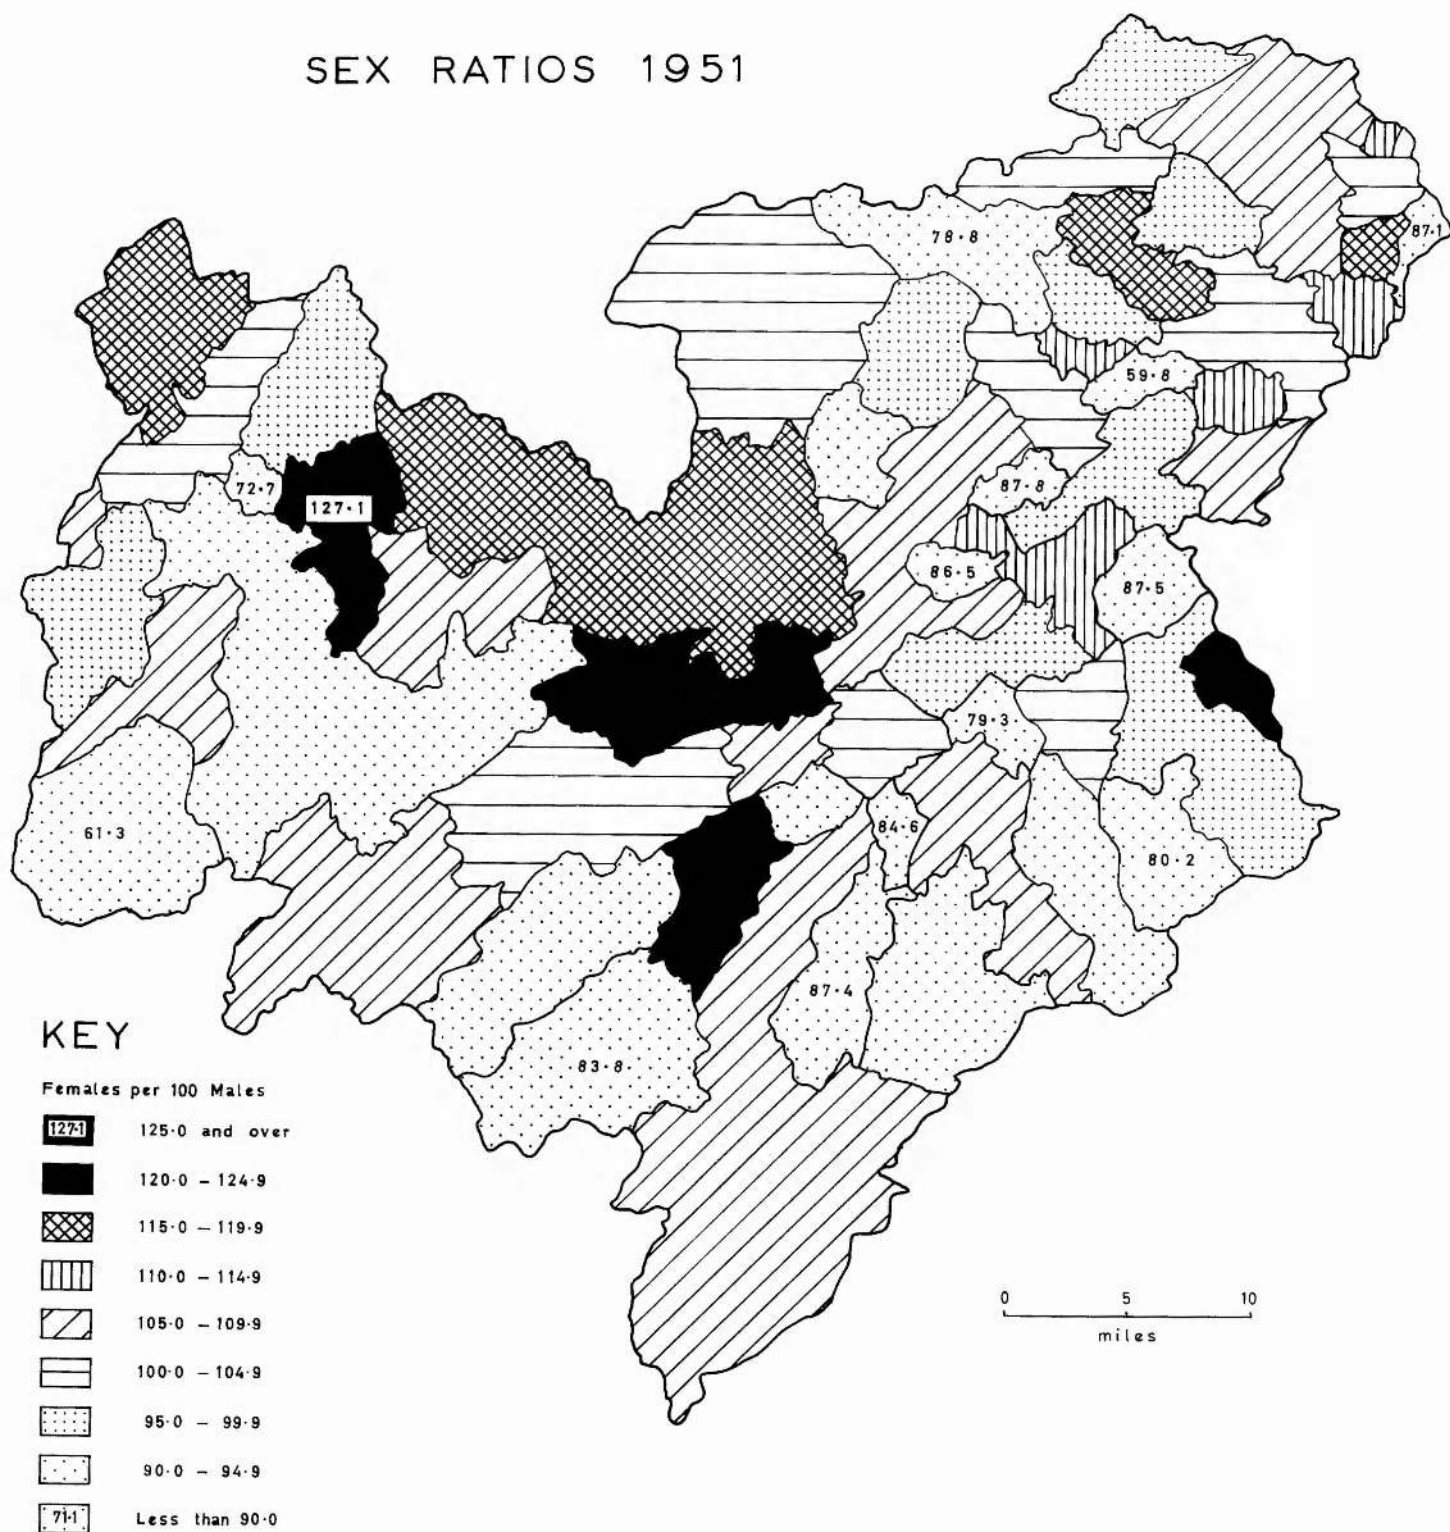 SEX RATIOS 1951
87·1
78·8
59·8
72·7
87·8
127·1
86·5
87·5
79·3
61·3
84·6
80·2
87·4
83·8
KEY
Females per 100 Males
127·1 125·0 and over
120·0 – 124·9
115·0 – 119·9
110·0 – 114·9
105·0 – 109·9
100·0 – 104·9
95·0 – 99·9
90·0 – 94·9
71·1 Less than 90·0
0 5 10
miles